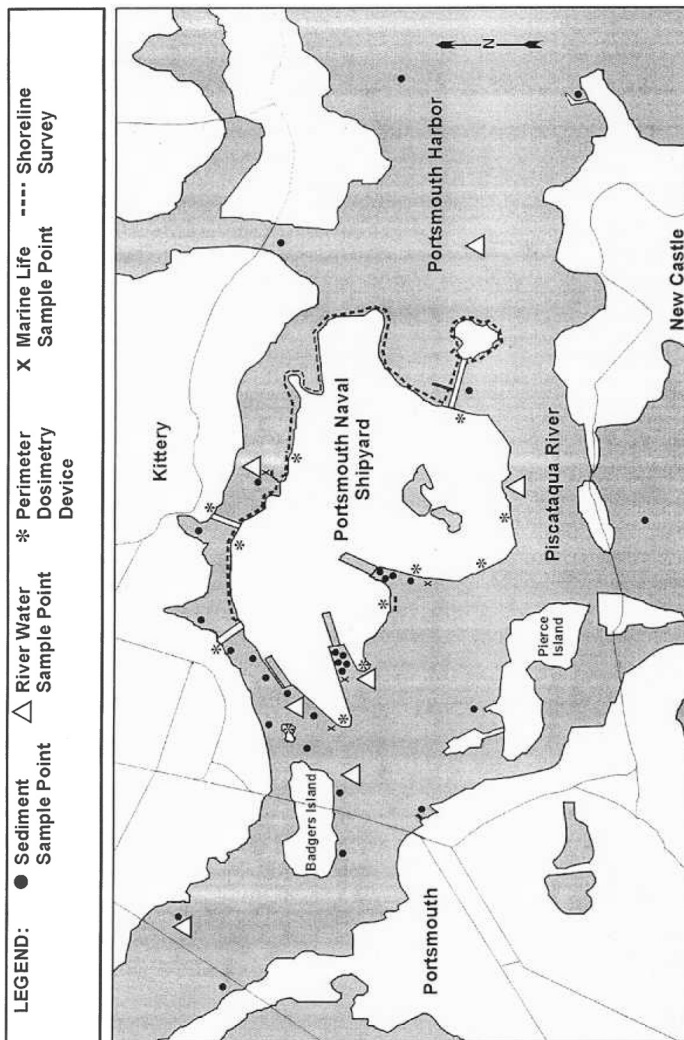 LEGEND:
● Sediment
Sample Point
△ River Water
Sample Point
* Perimeter
Dosimetry
Device
X Marine Life
Sample Point
---- Shoreline
Survey
Kittery
Portsmouth Naval
Shipyard
Portsmouth Harbor
N
Badgers Island
Pierce
Island
Piscataqua River
Portsmouth
New Castle